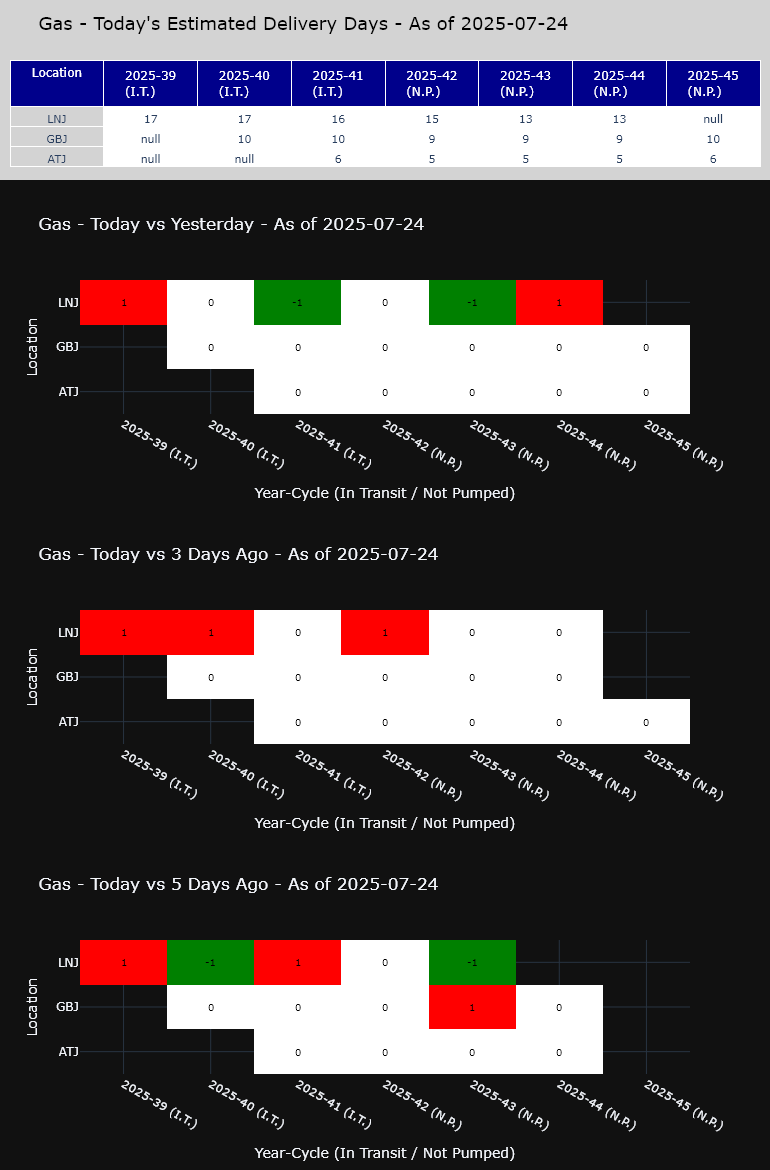 Gas - Today's Estimated Delivery Days - As of 2025-07-24
Location 2025-39 (I.T.) 2025-40 (I.T.) 2025-41 (I.T.) 2025-42 (N.P.) 2025-43 (N.P.) 2025-44 (N.P.) 2025-45 (N.P.)
LNJ 17 17 16 15 13 13 null
GBJ null 10 10 9 9 9 10
ATJ null null 6 5 5 5 6
Gas - Today vs Yesterday - As of 2025-07-24
Location
LNJ 1 0 -1 0 -1 1
GBJ 0 0 0 0 0 0
ATJ 0 0 0 0 0
2025-39 (I.T.) 2025-40 (I.T.) 2025-41 (I.T.) 2025-42 (N.P.) 2025-43 (N.P.) 2025-44 (N.P.) 2025-45 (N.P.)
Year-Cycle (In Transit / Not Pumped)
Gas - Today vs 3 Days Ago - As of 2025-07-24
Location
LNJ 1 1 0 1 0 0
GBJ 0 0 0 0 0
ATJ 0 0 0 0 0
2025-39 (I.T.) 2025-40 (I.T.) 2025-41 (I.T.) 2025-42 (N.P.) 2025-43 (N.P.) 2025-44 (N.P.) 2025-45 (N.P.)
Year-Cycle (In Transit / Not Pumped)
Gas - Today vs 5 Days Ago - As of 2025-07-24
Location
LNJ 1 -1 1 0 -1
GBJ 0 0 0 1 0
ATJ 0 0 0 0
2025-39 (I.T.) 2025-40 (I.T.) 2025-41 (I.T.) 2025-42 (N.P.) 2025-43 (N.P.) 2025-44 (N.P.) 2025-45 (N.P.)
Year-Cycle (In Transit / Not Pumped)